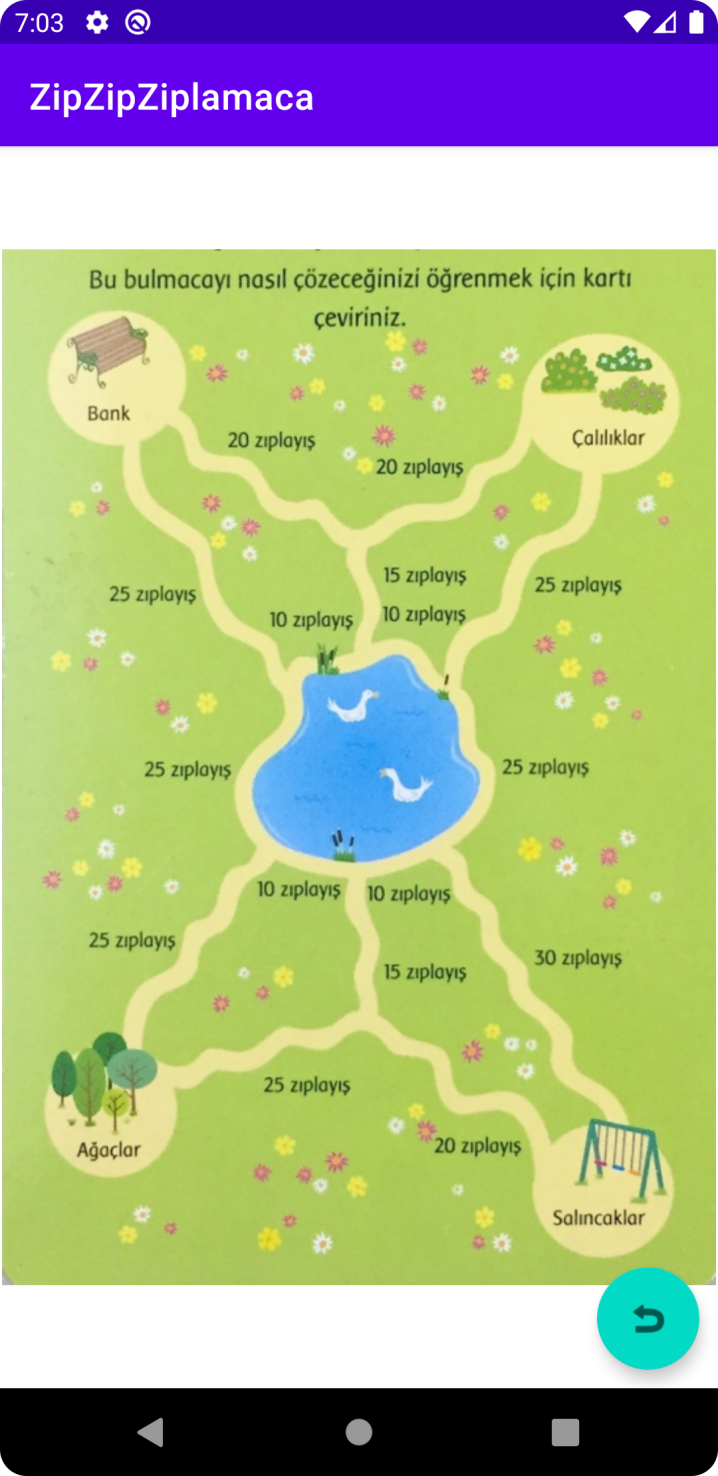 7:03
ZipZipZiplamaca
Bu bulmacayı nasıl çözeceğinizi öğrenmek için kartı
çeviriniz.
Bank
Çalılıklar
20 zıplayış
20 zıplayış
15 zıplayış
25 zıplayış
25 zıplayış
10 zıplayış
10 zıplayış
25 zıplayış
25 zıplayış
10 zıplayış
10 zıplayış
25 zıplayış
30 zıplayış
15 zıplayış
25 zıplayış
Ağaçlar
20 zıplayış
Salıncaklar